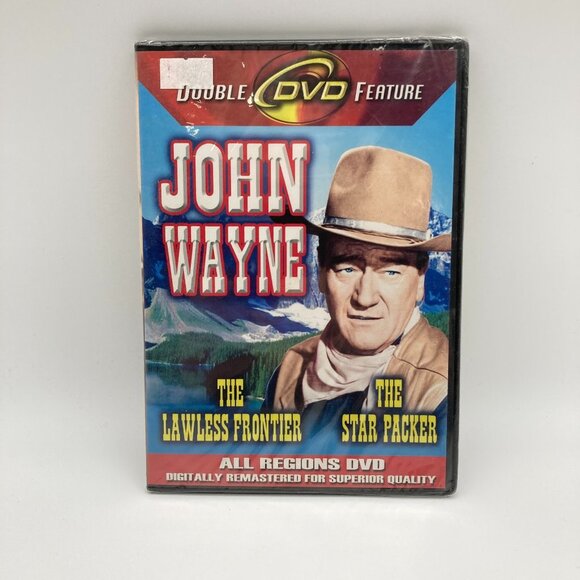 DOUBLE DVD FEATURE
JOHN
WAYNE
THE
LAWLESS FRONTIER
THE
STAR PACKER
ALL REGIONS DVD
DIGITALLY REMASTERED FOR SUPERIOR QUALITY